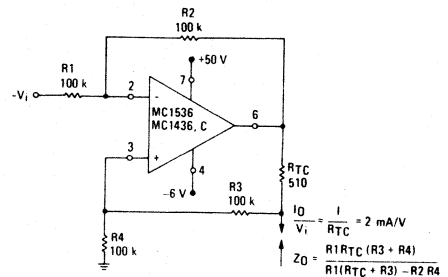 R2
100 k
+50 V
R1
100 k
7
-Vi
2
-
MC1536
MC1436, C
6
3
+
4
RTC
510
-6 V
R3
100 k
IO/Vi = I/RTC = 2 mA/V
R4
100 k
ZO = R1RTC (R3 + R4)/R1(RTC + R3) -R2 R4